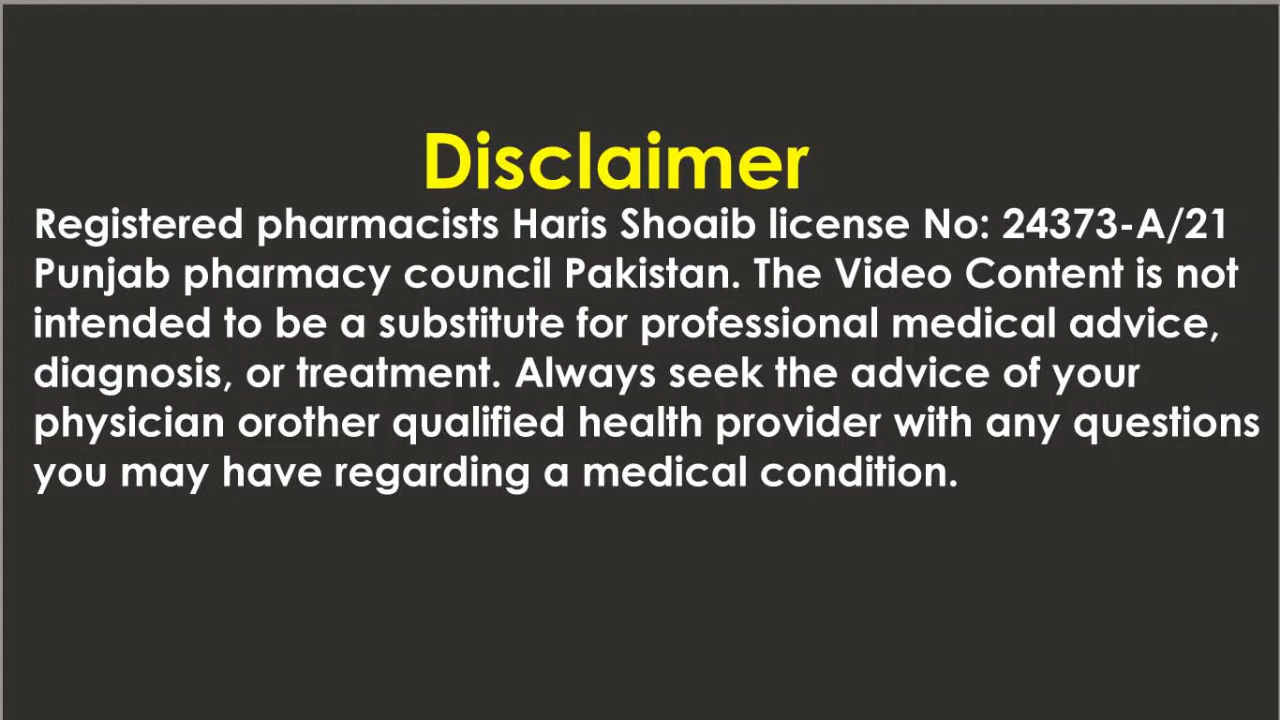 Disclaimer
Registered pharmacists Haris Shoaib license No: 24373-A/21
Punjab pharmacy council Pakistan. The Video Content is not
intended to be a substitute for professional medical advice,
diagnosis, or treatment. Always seek the advice of your
physician orother qualified health provider with any questions
you may have regarding a medical condition.